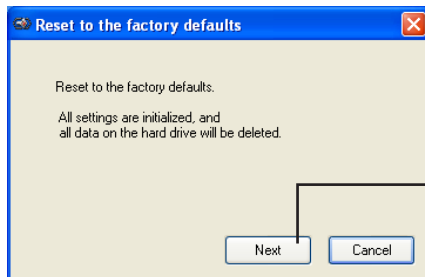 Reset to the factory defaults
Reset to the factory defaults.
All settings are initialized, and
all data on the hard drive will be deleted.
Next
Cancel